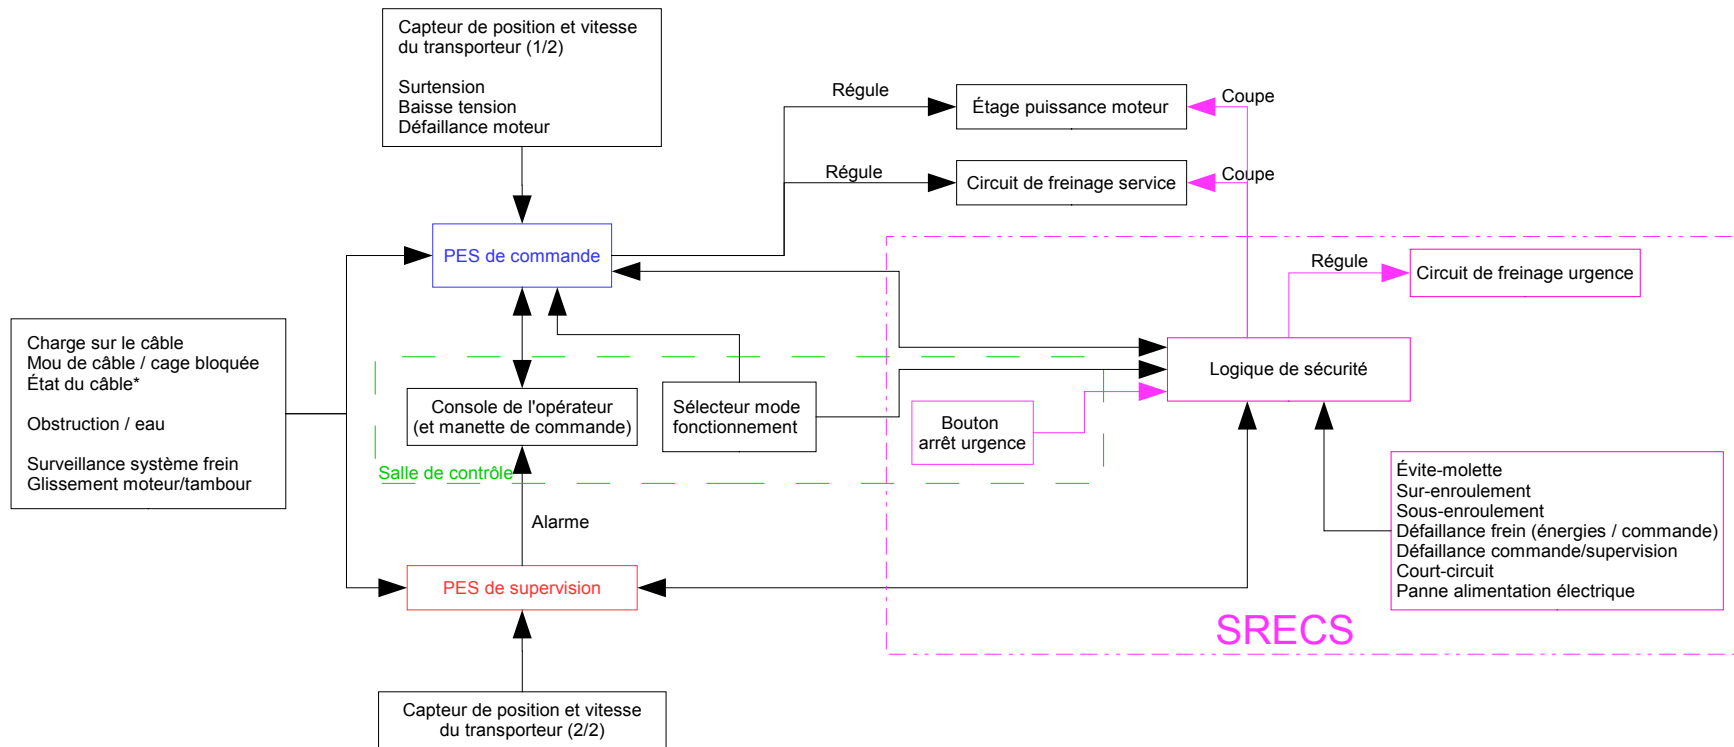 Capteur de position et vitesse
du transporteur (1/2)
Surtension
Baisse tension
Défaillance moteur
Régule
Étage puissance moteur
Coupe
Régule
Circuit de freinage service
Coupe
PES de commande
Régule
Circuit de freinage urgence
Charge sur le câble
Mou de câble / cage bloquée
État du câble*
Obstruction / eau
Surveillance système frein
Glissement moteur/tambour
Console de l'opérateur
(et manette de commande)
Sélecteur mode
fonctionnement
Bouton
arrêt urgence
Logique de sécurité
Salle de contrôle
Alarme
Évite-molette
Sur-enroulement
Sous-enroulement
Défaillance frein (énergies / commande)
Défaillance commande/supervision
Court-circuit
Panne alimentation électrique
PES de supervision
SRECS
Capteur de position et vitesse
du transporteur (2/2)